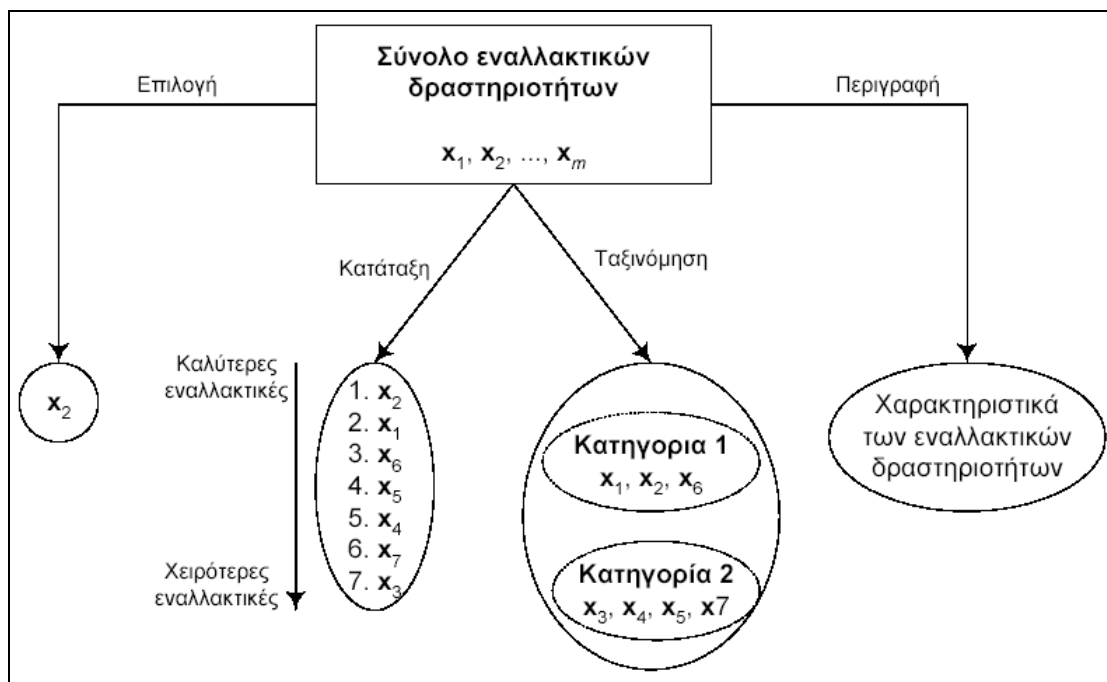 Σύνολο εναλλακτικών
δραστηριοτήτων
x1, x2, ..., xm
Επιλογή
Περιγραφή
Κατάταξη
Ταξινόμηση
x2
Καλύτερες
εναλλακτικές
Χειρότερες
εναλλακτικές
1. x2
2. x1
3. x6
4. x5
5. x4
6. x7
7. x3
Κατηγορια 1
x1, x2, x6
Κατηγορία 2
x3, x4, x5, x7
Χαρακτηριστικά
των εναλλακτικών
δραστηριοτήτων